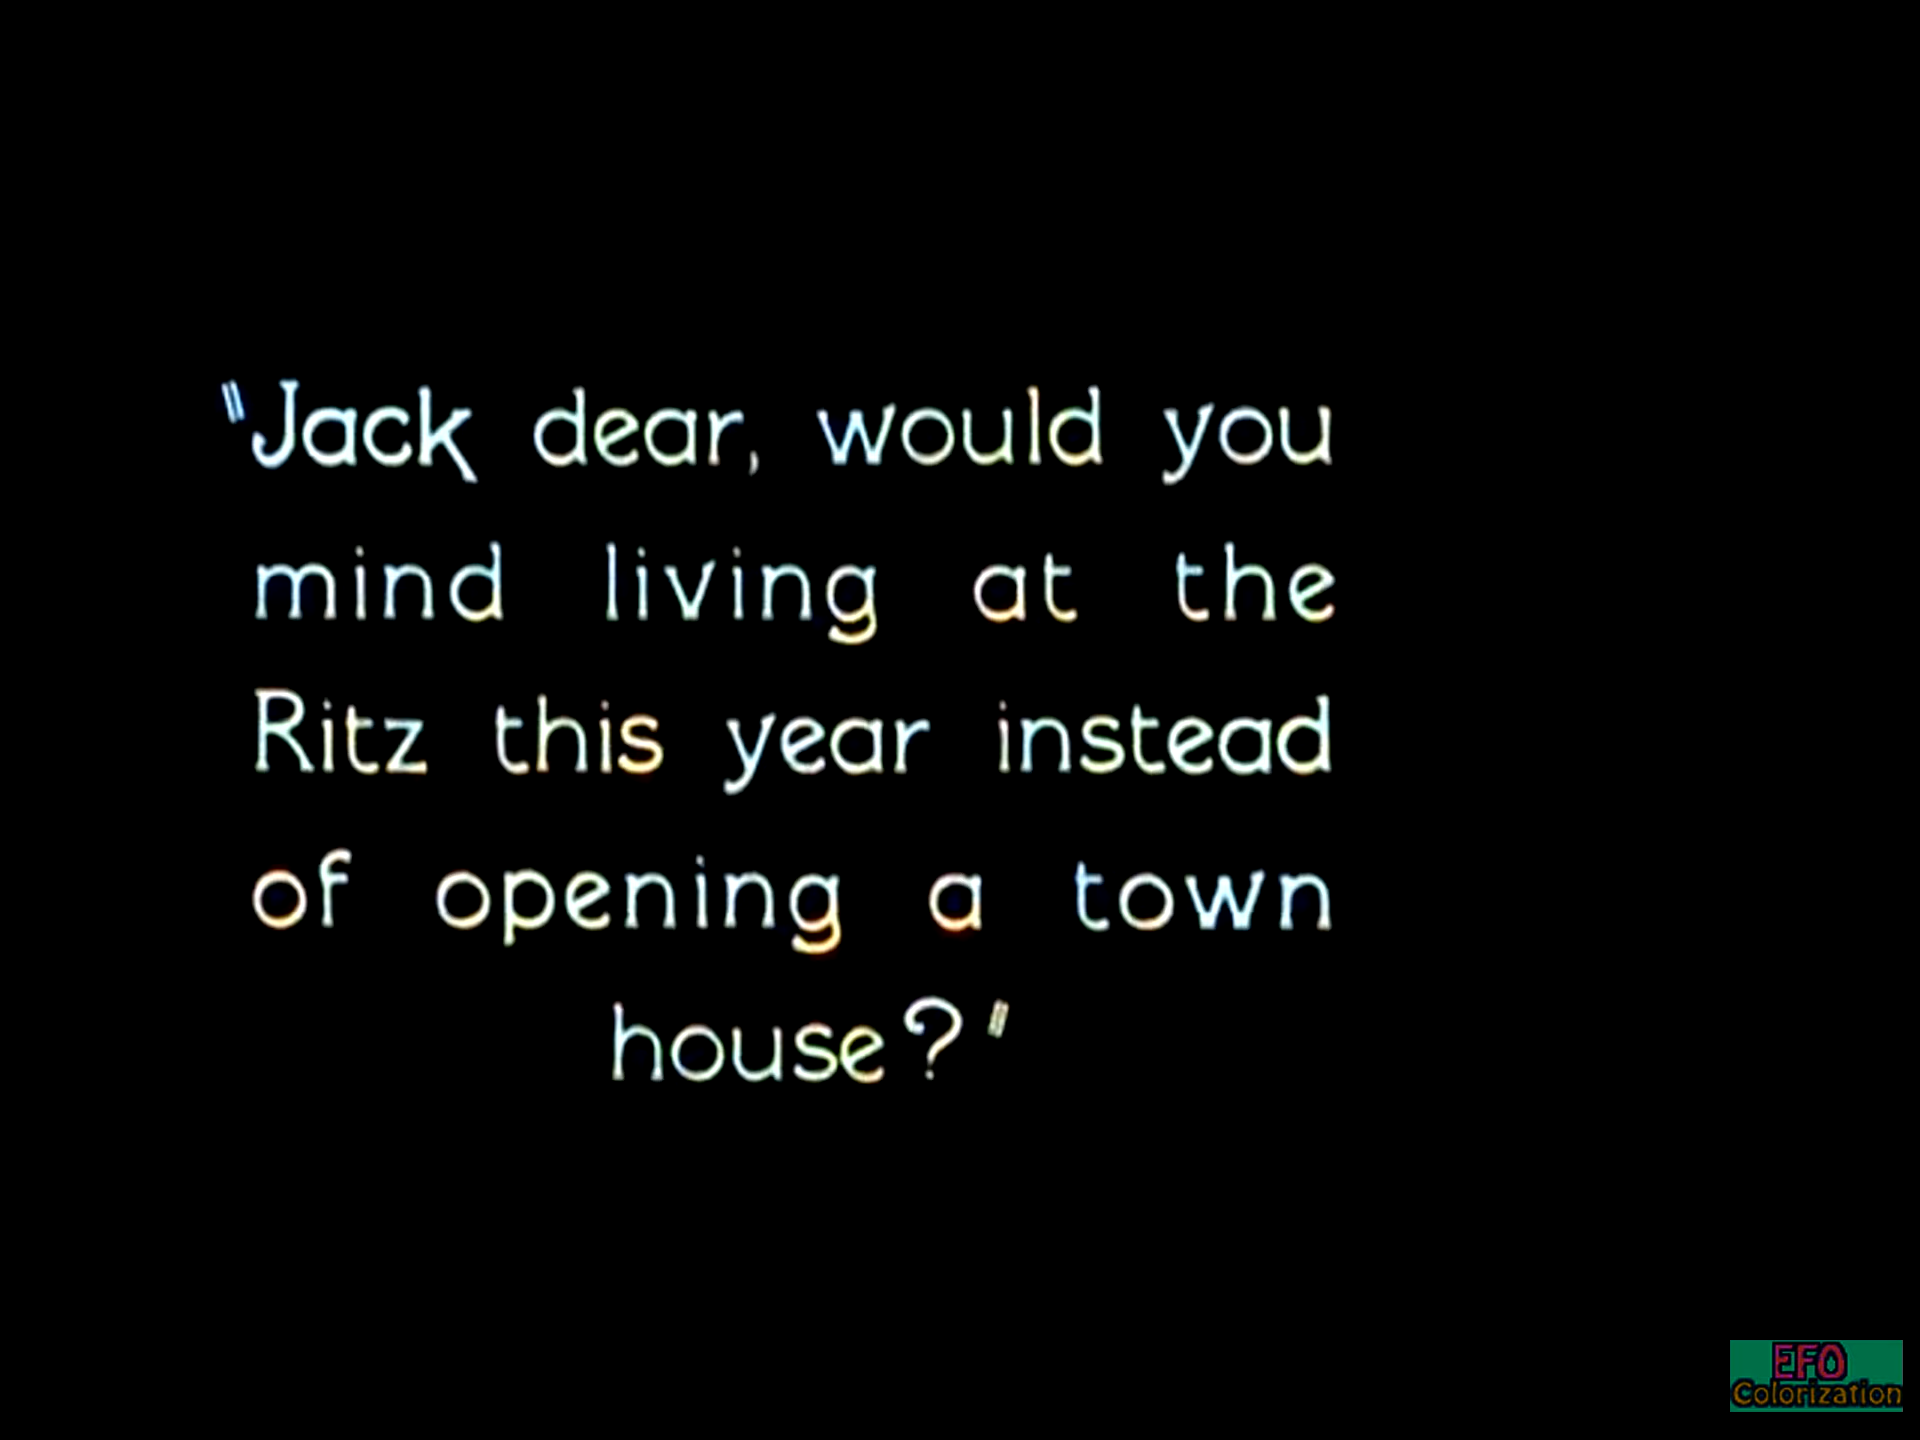 "Jack dear, would you
mind living at the
Ritz this year instead
of opening a town
house?"
EFO
Colorization